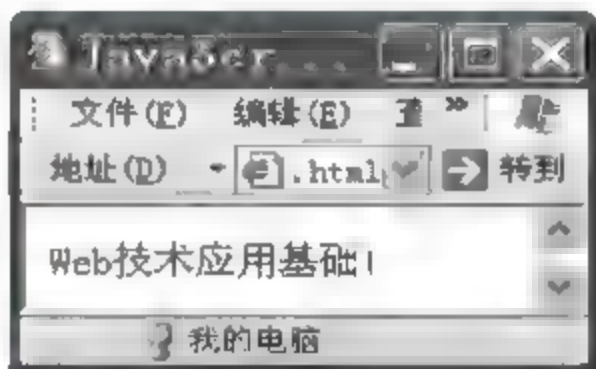 JavaScr...
文件(F) 编辑(E) »
地址(D) .html 转到
Web技术应用基础!
我的电脑